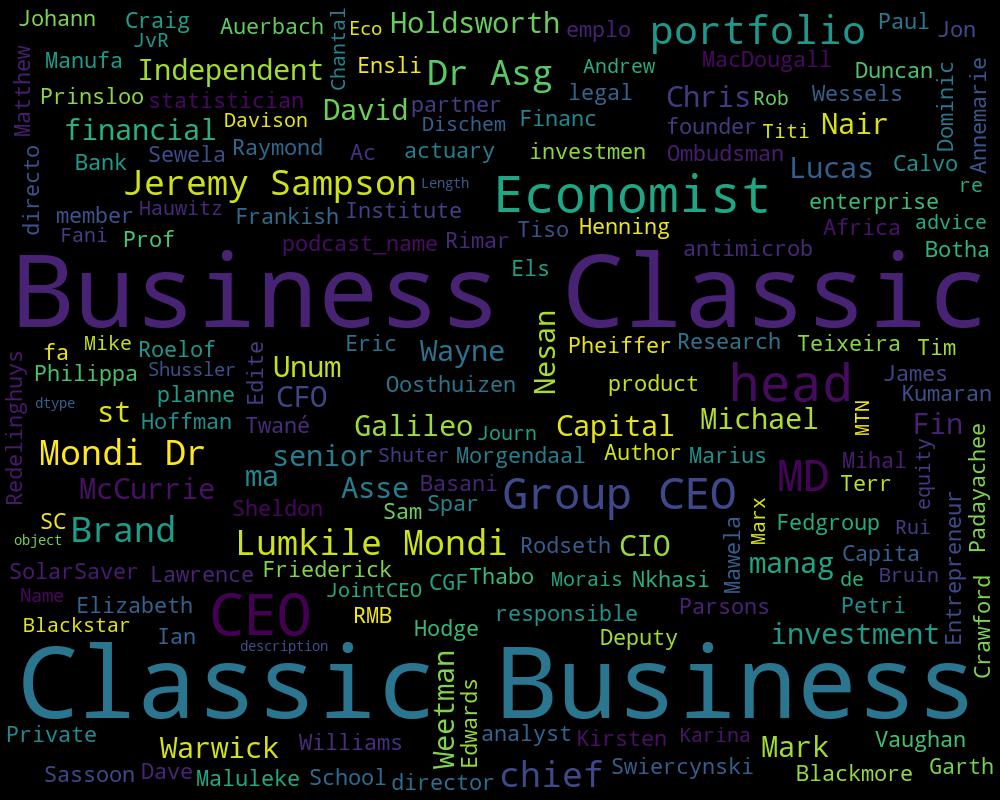 Johann
Craig
JvR
Auerbach
Chantal
Eco
Holdsworth
emplo
portfolio
Paul
Jon
Matthew
Manufa
Independent
Ensli
Dr Asg
Andrew
MacDougall
Duncan
Dominic
Annemarie
Prinsloo
statistician
David
partner
legal
Chris
Rob
Wessels
financial
Davison
Dischem
Financ
founder
Titi
Nair
directo
Bank
Sewela
Raymond
Ac
actuary
investmen
Ombudsman
Lucas
Calvo
Jeremy Sampson
Length
Economist
re
enterprise
member
Hauwitz
Frankish
Institute
Tiso
Henning
Africa
advice
Fani
Prof
podcast_name
Rimar
antimicrob
Botha
Business
Els
Classic
fa
Mike
Roelof
Edite
Eric
Wayne
Nesan
Pheiffer
Research
Teixeira
Tim
Redelinghuys
Philippa
Shussler
Unum
Oosthuizen
product
head
James
Kumaran
dtype
st
planne
CFO
Hoffman
Twané
Galileo
Journ
Capital
Michael
MTN
Fin
Mondi Dr
senior
Shuter
Morgendaal
Author
Marius
MD
Mihal
equity
Padayachee
McCurrie
ma
Asse
Basani
Group CEO
Terr
Sheldon
Sam
Spar
Marx
SC
object
Brand
Lumkile Mondi
Rodseth
CIO
Mawela
Fedgroup
Rui
Entrepreneur
SolarSaver
Lawrence
Friederick
JointCEO
CGF
Thabo
Morais
Nkhasi
manag
Capita
de
Bruin
Name
Elizabeth
CEO
RMB
responsible
Parsons
Petri
Crawford
Blackstar
Ian
description
Hodge
Deputy
investment
Classic
Weetman
Edwards
Business
Private
Warwick
Williams
analyst
Kirsten
Karina
Mark
Vaughan
Sassoon
Dave
Maluleke
School
director
chief
Swiercynski
Blackmore
Garth